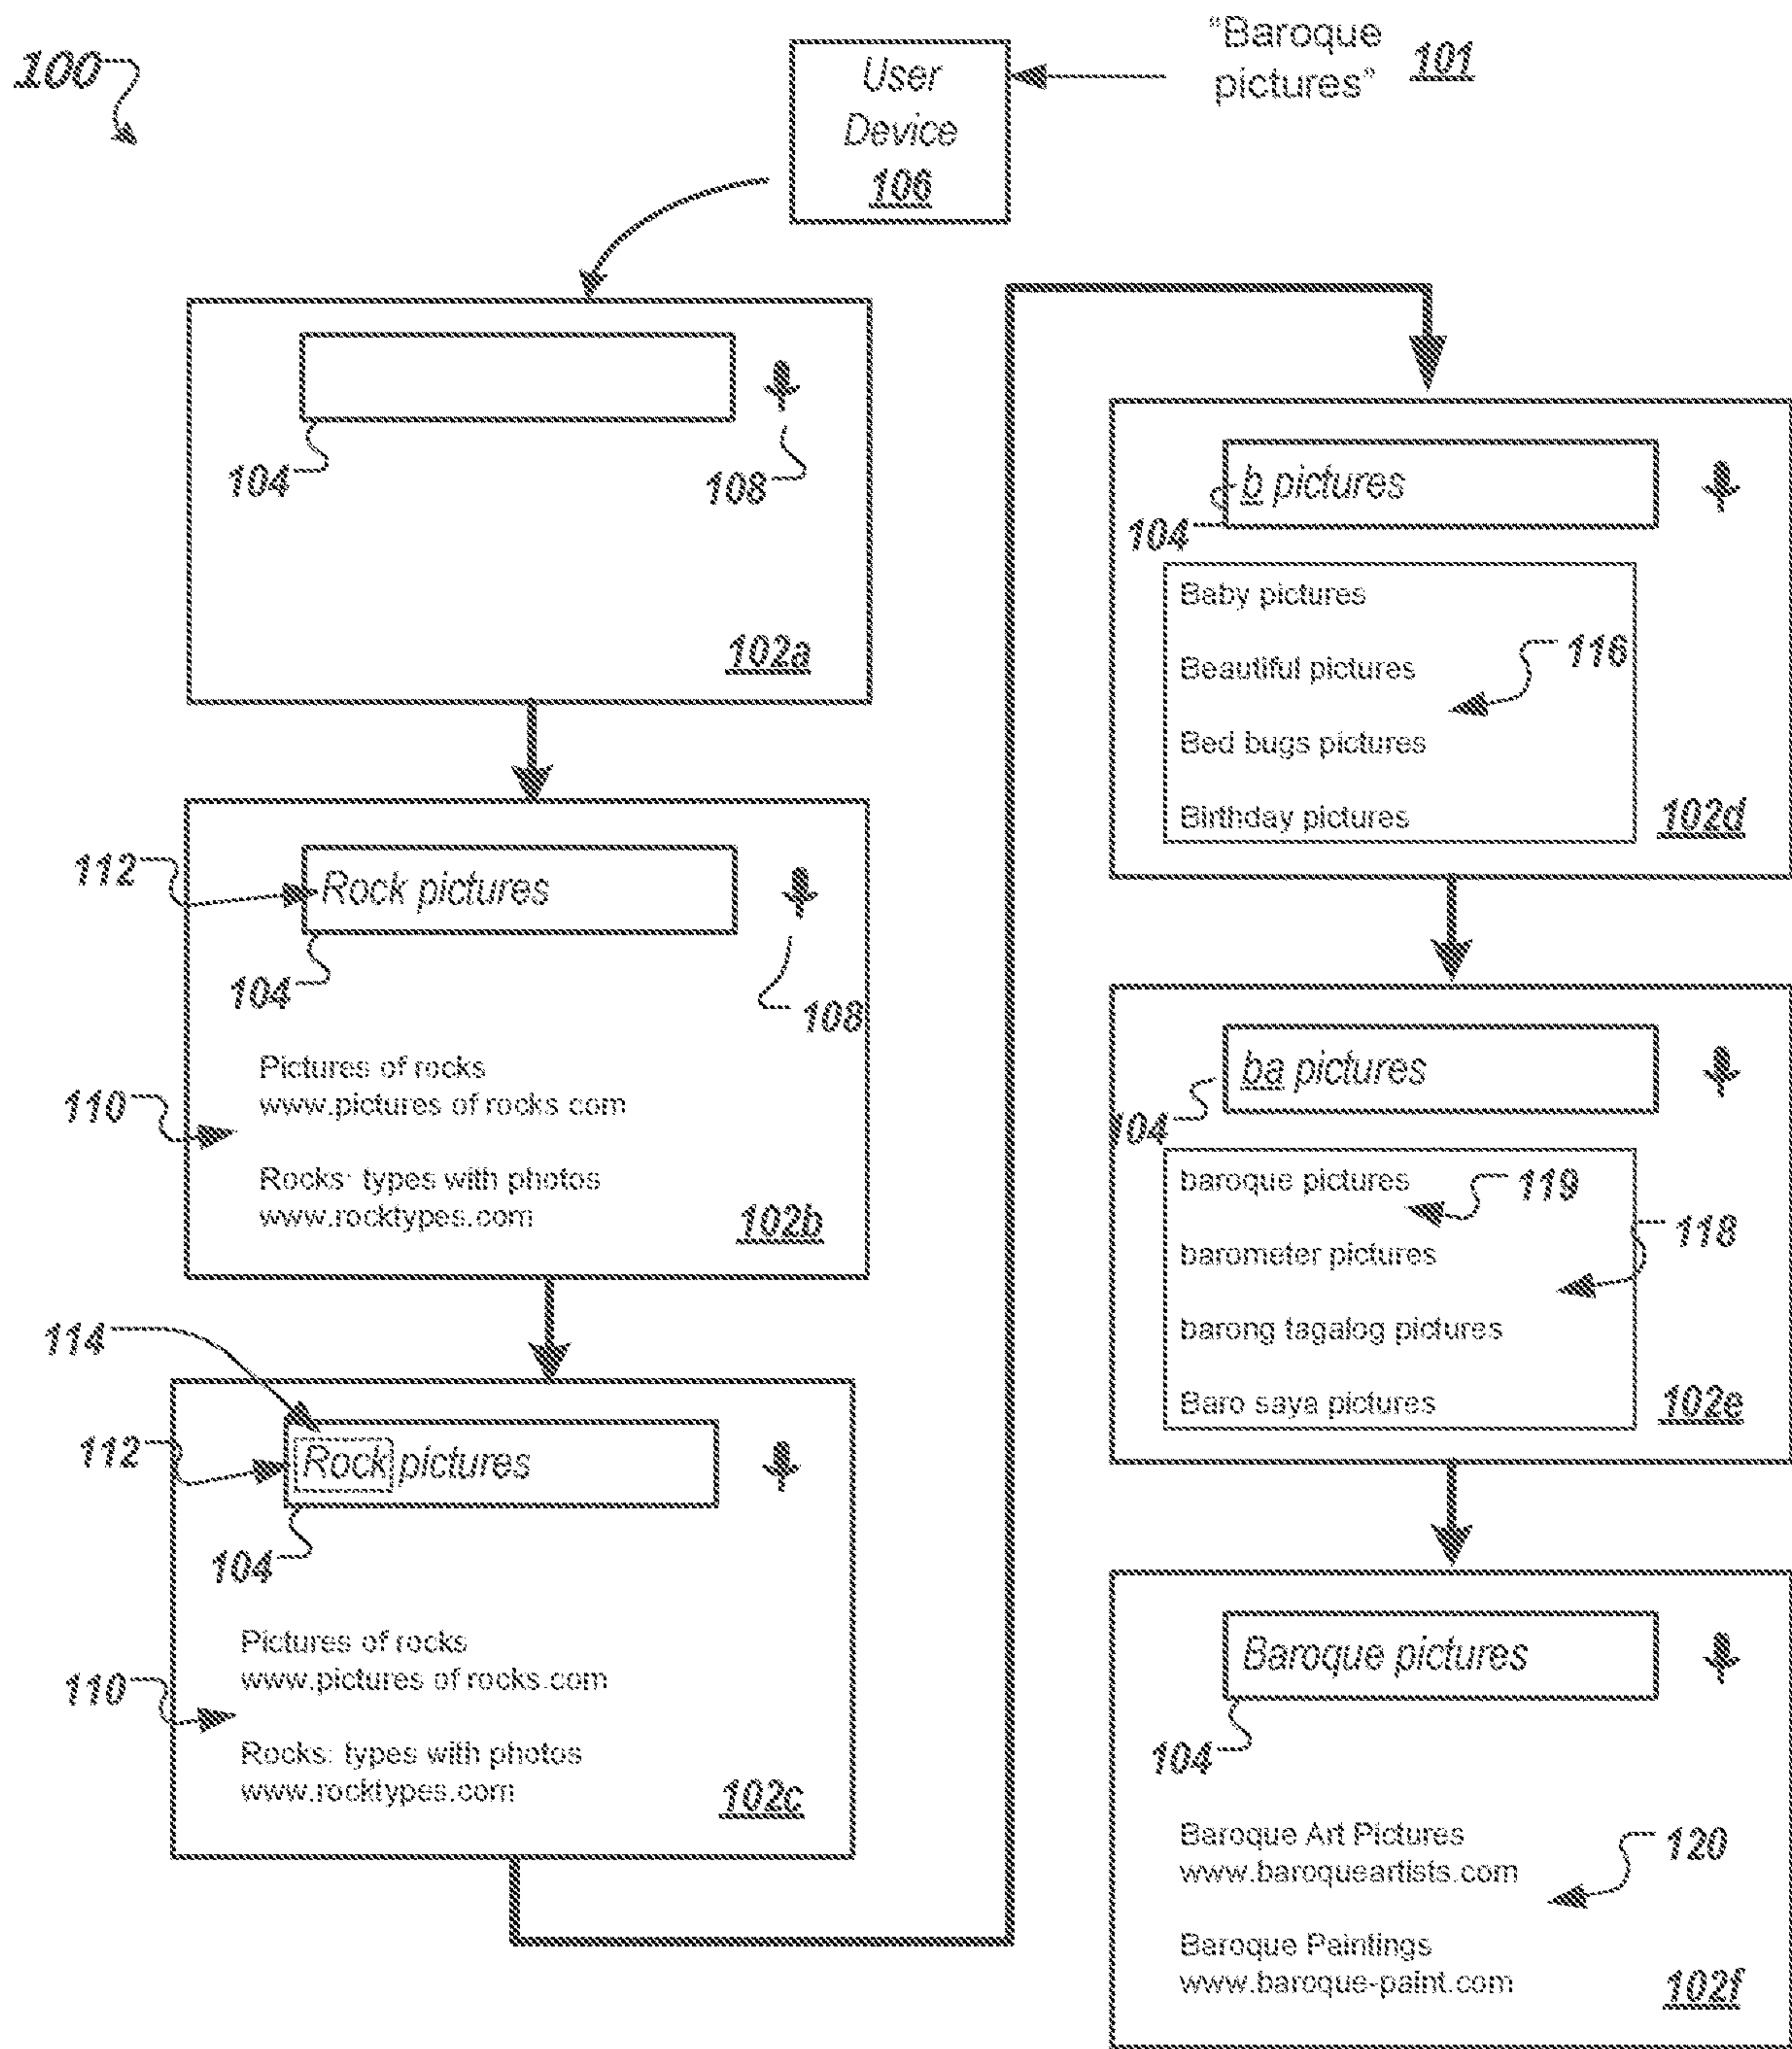 100
User
Device
106
"Baroque
pictures"
101
104
108
102a
112
Rock pictures
104
108
110
Pictures of rocks
www.pictures of rocks com
Rocks: types with photos
www.rocktypes.com
102b
114
112
Rock pictures
104
110
Pictures of rocks
www.pictures of rocks.com
Rocks: types with photos
www.rocktypes.com
102c
b pictures
104
Baby pictures
116
Beautiful pictures
Bed bugs pictures
Birthday pictures
102d
ba pictures
104
baroque pictures
119
118
barometer pictures
barong tagalog pictures
Baro saya pictures
102e
Baroque pictures
104
Baroque Art Pictures
www.baroqueartists.com
120
Baroque Paintings
www.baroque-paint.com
102f